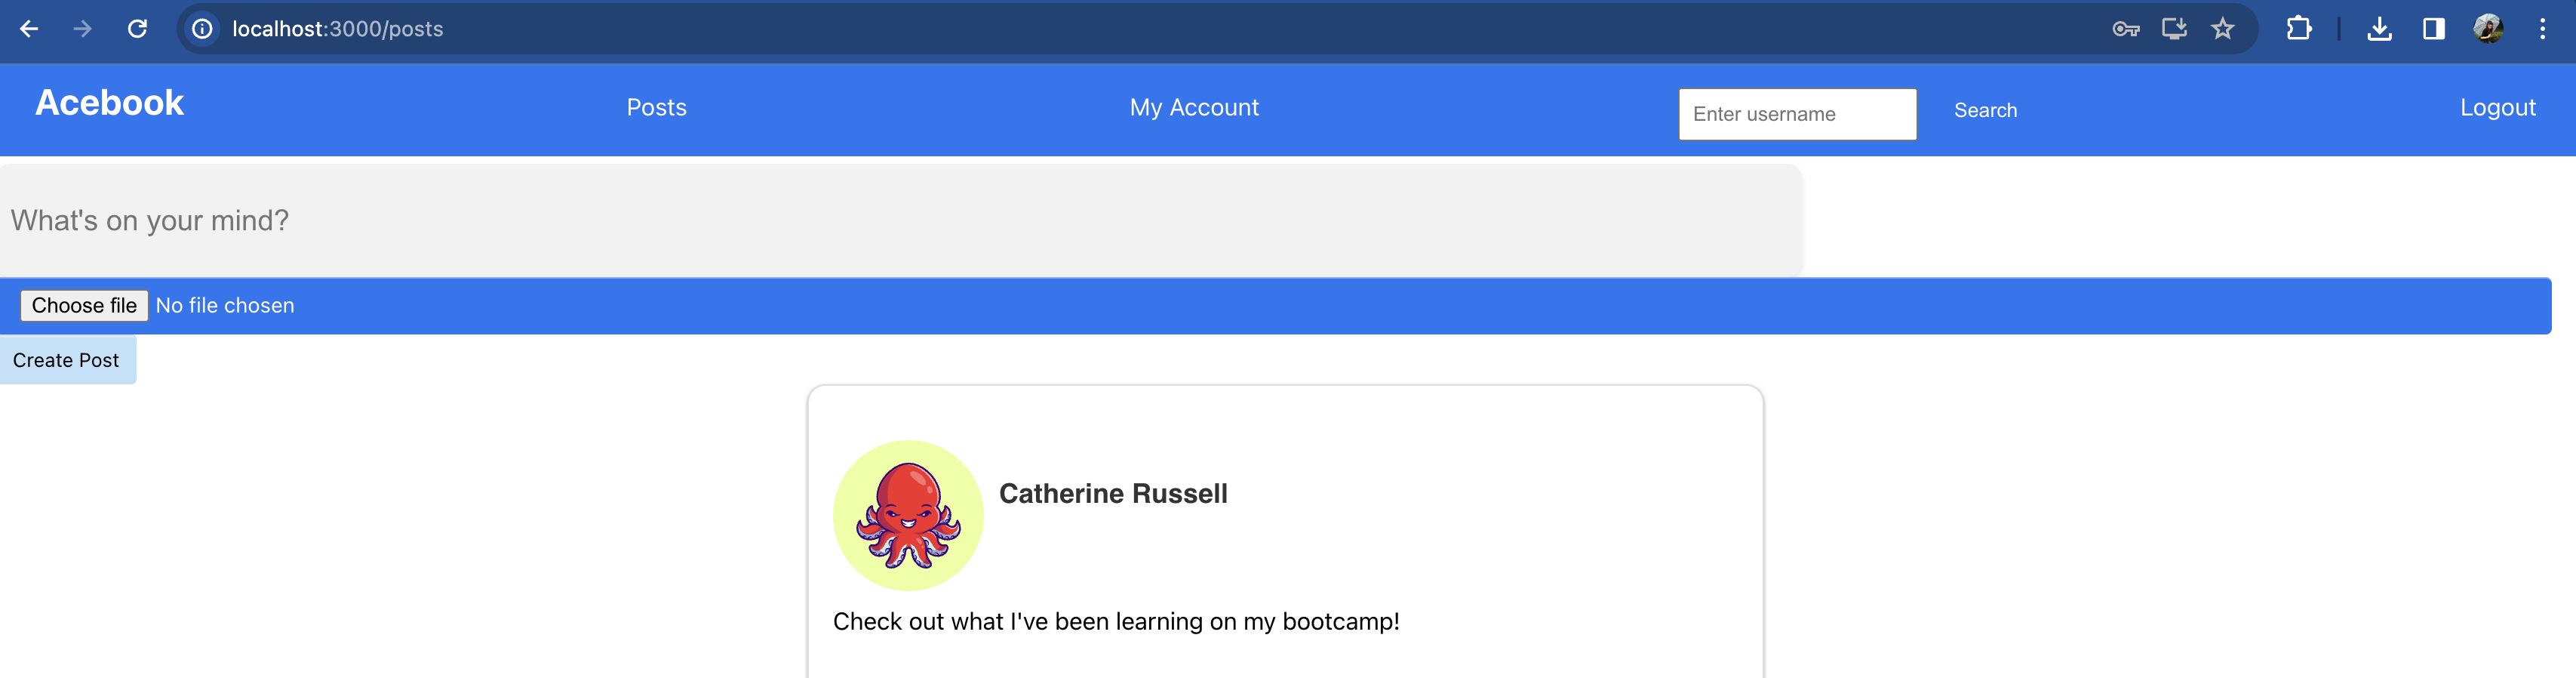 localhost:3000/posts
Acebook Posts My Account Enter username Search Logout
What's on your mind?
Choose file No file chosen
Create Post
Catherine Russell
Check out what I've been learning on my bootcamp!